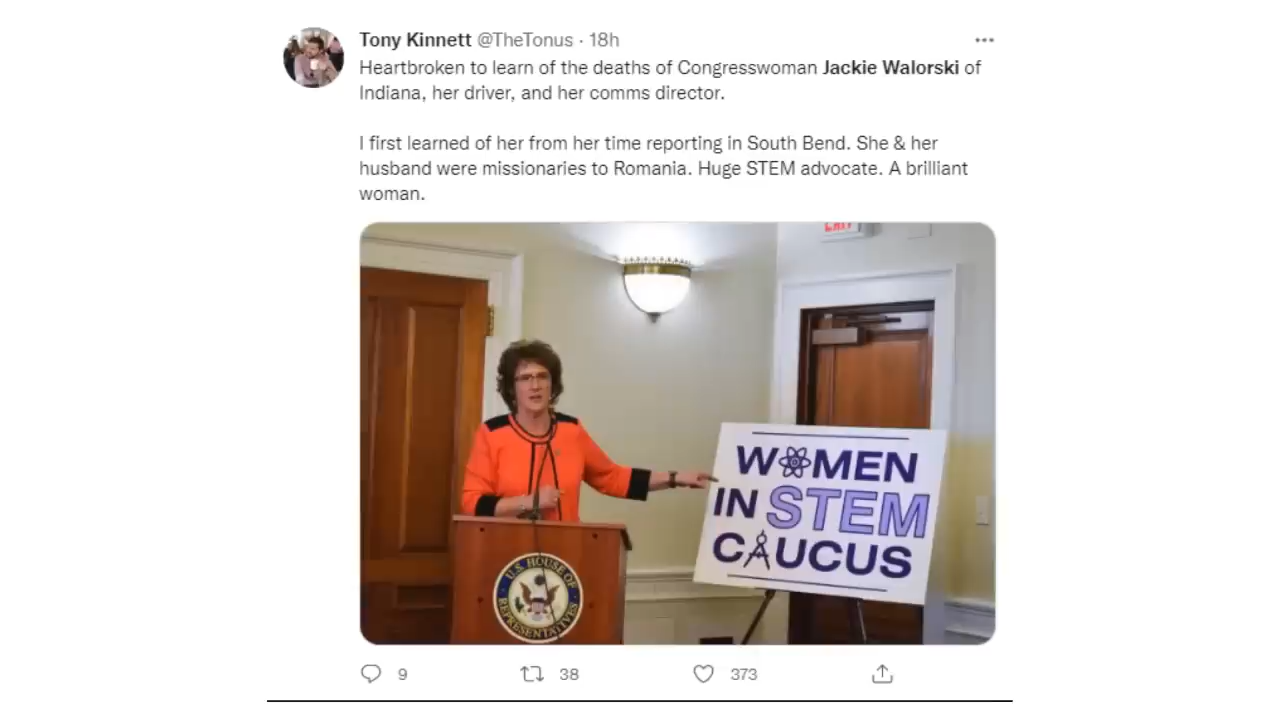 Tony Kinnett @TheTonus · 18h
Heartbroken to learn of the deaths of Congresswoman Jackie Walorski of
Indiana, her driver, and her comms director.
I first learned of her from her time reporting in South Bend. She & her
husband were missionaries to Romania. Huge STEM advocate. A brilliant
woman.
EXIT
WOMEN
IN STEM
CAUCUS
U.S. HOUSE OF
REPRESENTATIVES
9 38 373